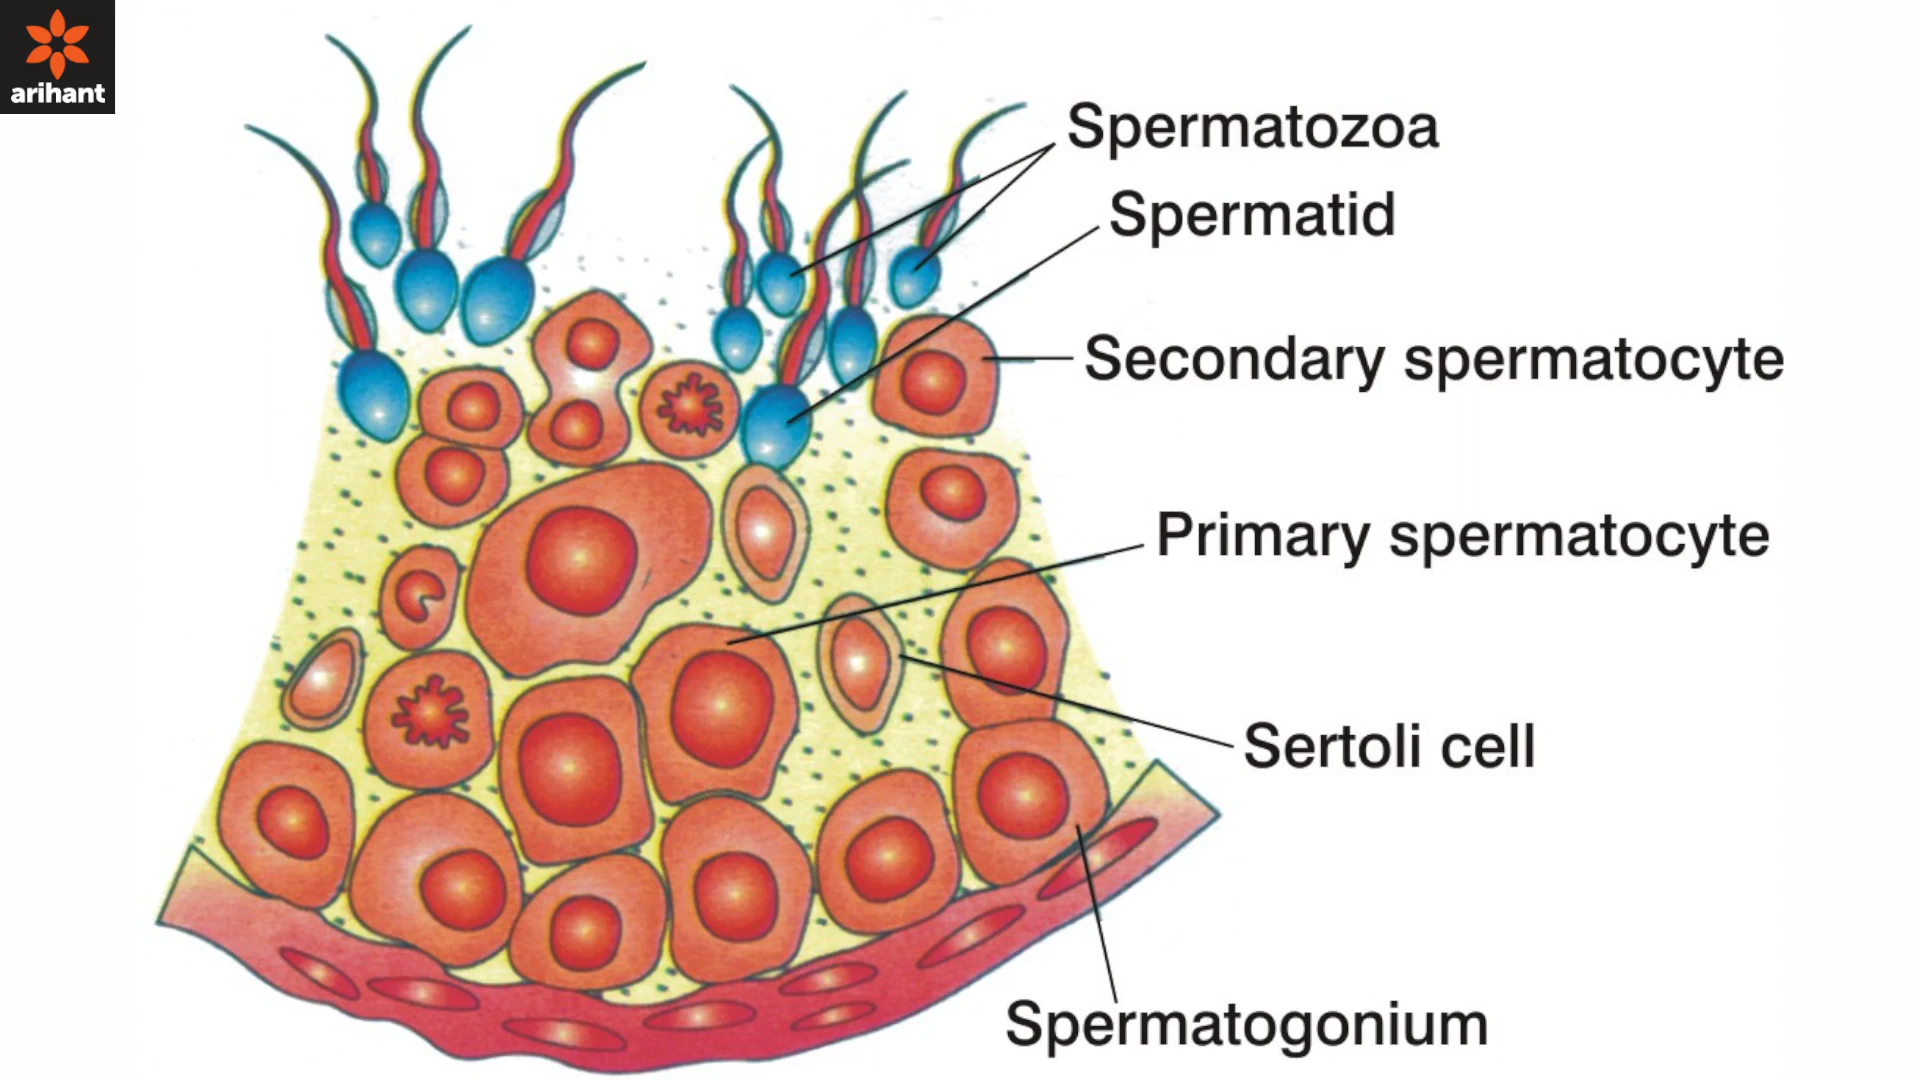 arihant
Spermatozoa
Spermatid
Secondary spermatocyte
Primary spermatocyte
Sertoli cell
Spermatogonium